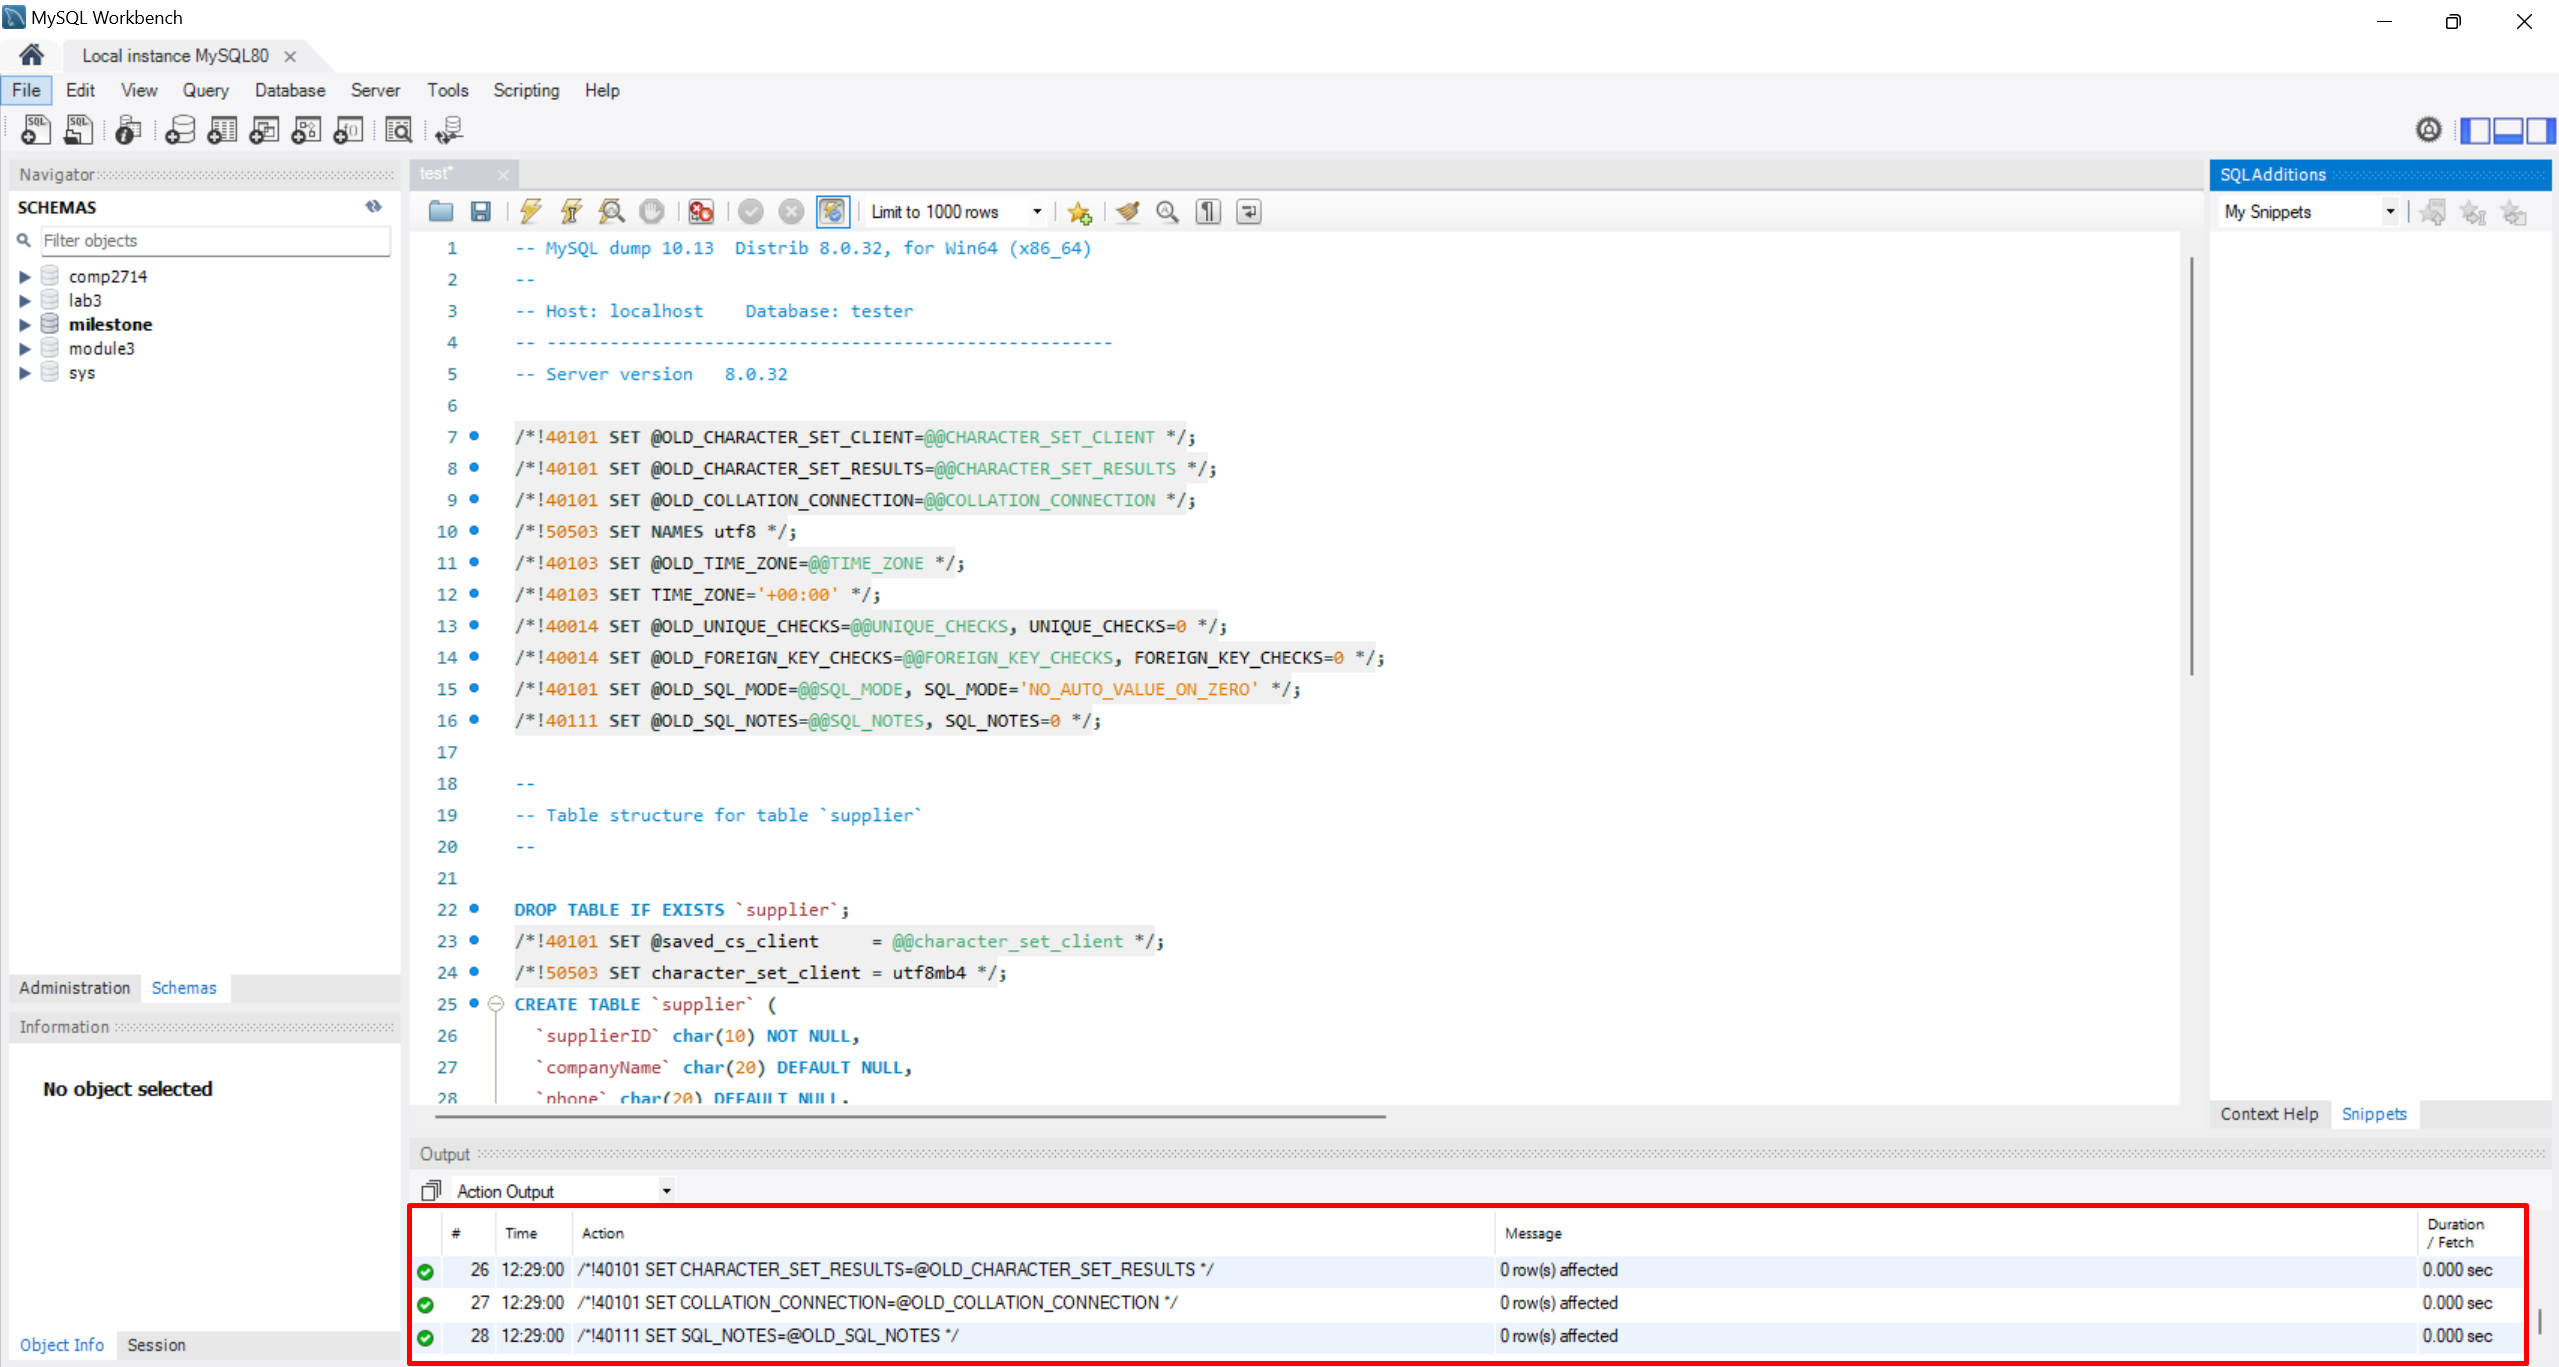 MySQL Workbench
Local instance MySQL80
File Edit View Query Database Server Tools Scripting Help
Navigator
SCHEMAS
Filter objects
comp2714
lab3
milestone
module3
sys
Administration Schemas
Information
No object selected
Object Info Session
test*
Limit to 1000 rows
1 -- MySQL dump 10.13  Distrib 8.0.32, for Win64 (x86_64)
2 --
3 -- Host: localhost    Database: tester
4 -- ------------------------------------------------------
5 -- Server version	8.0.32
6
7 /*!40101 SET @OLD_CHARACTER_SET_CLIENT=@@CHARACTER_SET_CLIENT */;
8 /*!40101 SET @OLD_CHARACTER_SET_RESULTS=@@CHARACTER_SET_RESULTS */;
9 /*!40101 SET @OLD_COLLATION_CONNECTION=@@COLLATION_CONNECTION */;
10 /*!50503 SET NAMES utf8 */;
11 /*!40103 SET @OLD_TIME_ZONE=@@TIME_ZONE */;
12 /*!40103 SET TIME_ZONE='+00:00' */;
13 /*!40014 SET @OLD_UNIQUE_CHECKS=@@UNIQUE_CHECKS, UNIQUE_CHECKS=0 */;
14 /*!40014 SET @OLD_FOREIGN_KEY_CHECKS=@@FOREIGN_KEY_CHECKS, FOREIGN_KEY_CHECKS=0 */;
15 /*!40101 SET @OLD_SQL_MODE=@@SQL_MODE, SQL_MODE='NO_AUTO_VALUE_ON_ZERO' */;
16 /*!40111 SET @OLD_SQL_NOTES=@@SQL_NOTES, SQL_NOTES=0 */;
17
18 --
19 -- Table structure for table `supplier`
20 --
21
22 DROP TABLE IF EXISTS `supplier`;
23 /*!40101 SET @saved_cs_client     = @@character_set_client */;
24 /*!50503 SET character_set_client = utf8mb4 */;
25 CREATE TABLE `supplier` (
26 `supplierID` char(10) NOT NULL,
27 `companyName` char(20) DEFAULT NULL,
28 `phone` char(20) DEFAULT NULL,
SQLAdditions
My Snippets
Context Help Snippets
Output
Action Output
# Time Action Message Duration / Fetch
26 12:29:00 /*!40101 SET CHARACTER_SET_RESULTS=@OLD_CHARACTER_SET_RESULTS */ 0 row(s) affected 0.000 sec
27 12:29:00 /*!40101 SET COLLATION_CONNECTION=@OLD_COLLATION_CONNECTION */ 0 row(s) affected 0.000 sec
28 12:29:00 /*!40111 SET SQL_NOTES=@OLD_SQL_NOTES */ 0 row(s) affected 0.000 sec